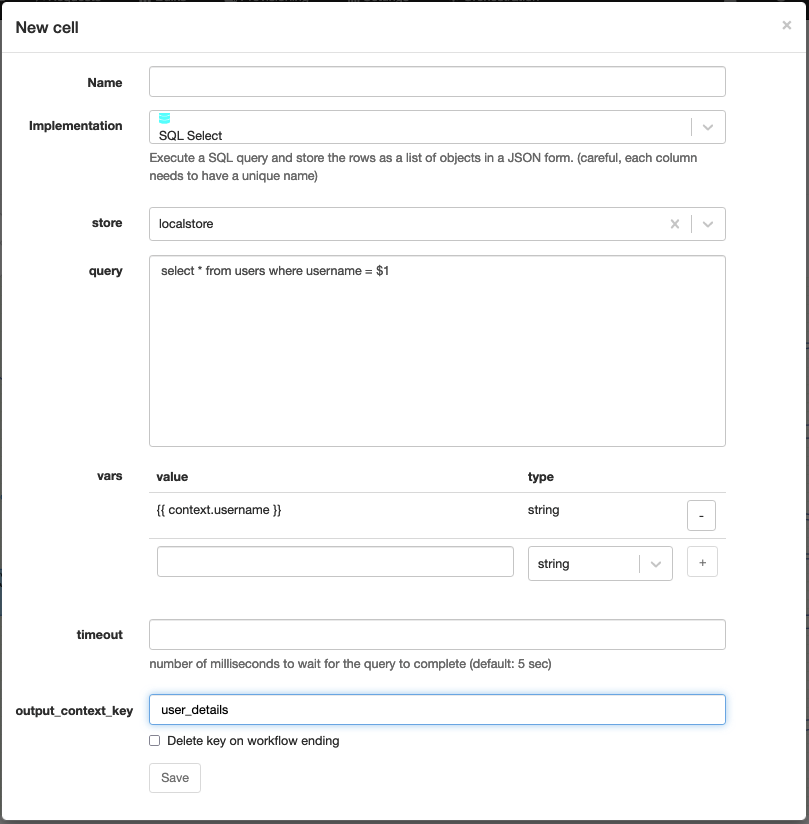 New cell
×
Name
Implementation
SQL Select
Execute a SQL query and store the rows as a list of objects in a JSON form. (careful, each column
needs to have a unique name)
store
localstore
query
select * from users where username = $1
vars
value type
{{ context.username }} string -
string +
timeout
number of milliseconds to wait for the query to complete (default: 5 sec)
output_context_key
user_details
Delete key on workflow ending
Save